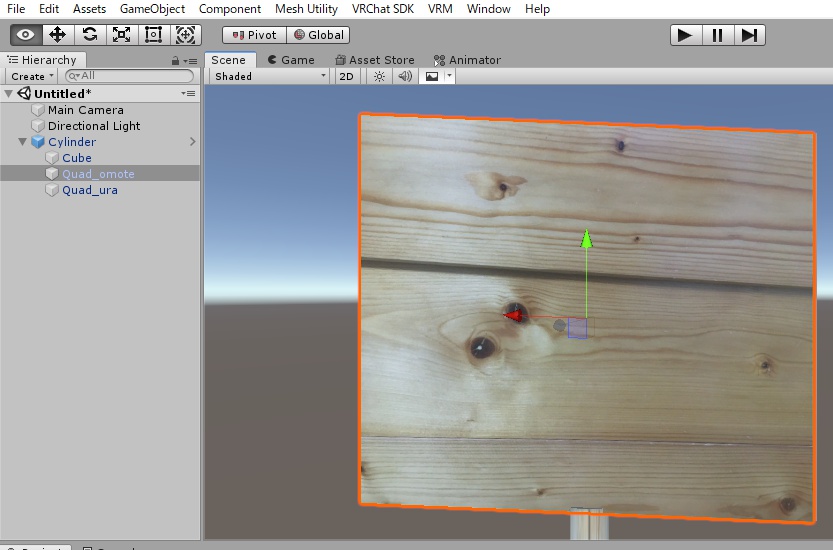 File Edit Assets GameObject Component Mesh Utility VRChat SDK VRM Window Help
Pivot Global
Hierarchy Scene Game Asset Store Animator
Create All Shaded 2D
Untitled*
Main Camera
Directional Light
Cylinder
Cube
Quad_omote
Quad_ura